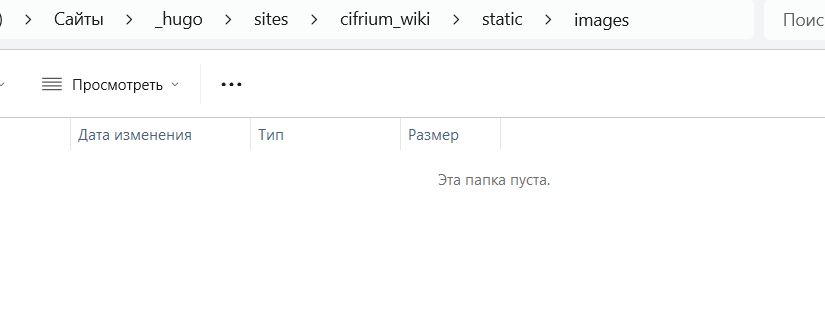 ) > Сайты > _hugo > sites > cifrium_wiki > static > images
Поис
Просмотреть
Дата изменения Тип Размер
Эта папка пуста.